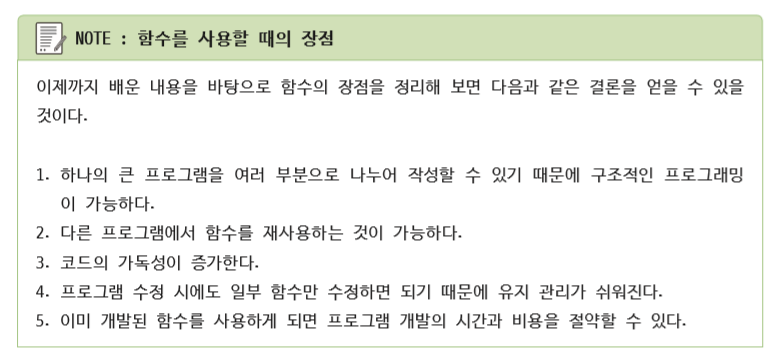 NOTE : 함수를 사용할 때의 장점
이제까지 배운 내용을 바탕으로 함수의 장점을 정리해 보면 다음과 같은 결론을 얻을 수 있을
것이다.
1. 하나의 큰 프로그램을 여러 부분으로 나누어 작성할 수 있기 때문에 구조적인 프로그래밍
이 가능하다.
2. 다른 프로그램에서 함수를 재사용하는 것이 가능하다.
3. 코드의 가독성이 증가한다.
4. 프로그램 수정 시에도 일부 함수만 수정하면 되기 때문에 유지 관리가 쉬워진다.
5. 이미 개발된 함수를 사용하게 되면 프로그램 개발의 시간과 비용을 절약할 수 있다.